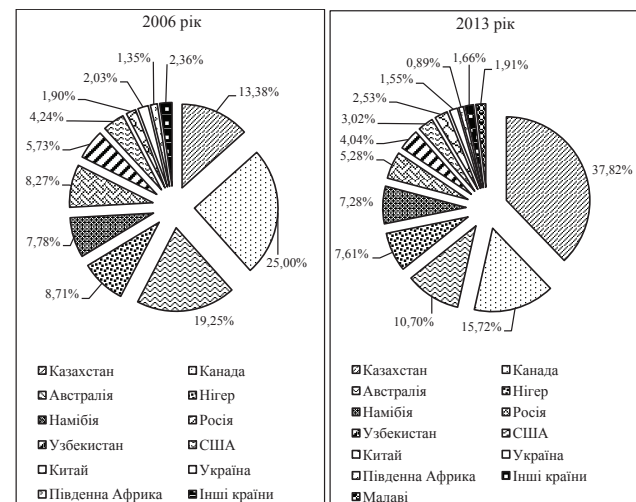 2006 рік
1,35%
2,36%
2,03%
1,90%
13,38%
4,24%
5,73%
8,27%
7,78%
25,00%
8,71%
19,25%
Казахстан Канада
Австралія Нігер
Намібія Росія
Узбекистан США
Китай Україна
Південна Африка Інші країни
2013 рік
0,89%
1,66%
1,91%
1,55%
2,53%
3,02%
4,04%
5,28%
37,82%
7,28%
7,61%
10,70%
15,72%
Казахстан Канада
Австралія Нігер
Намібія Росія
Узбекистан США
Китай Україна
Південна Африка Інші країни
Малаві